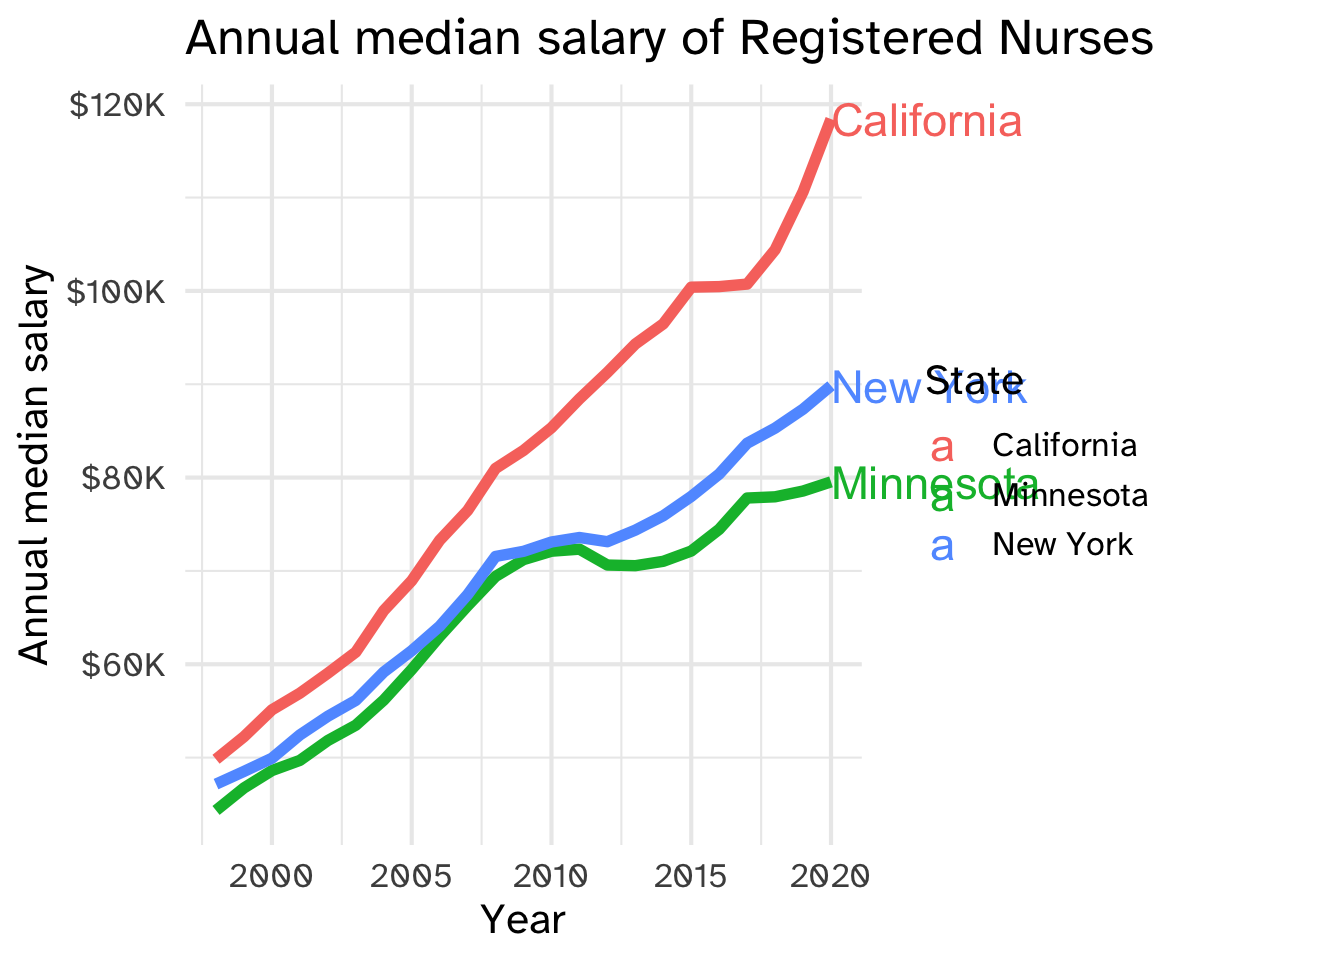 Annual median salary of Registered Nurses
Annual median salary
$120K
$100K
$80K
$60K
California
New York
Minnesota
State
a California
a Minnesota
a New York
2000 2005 2010 2015 2020
Year